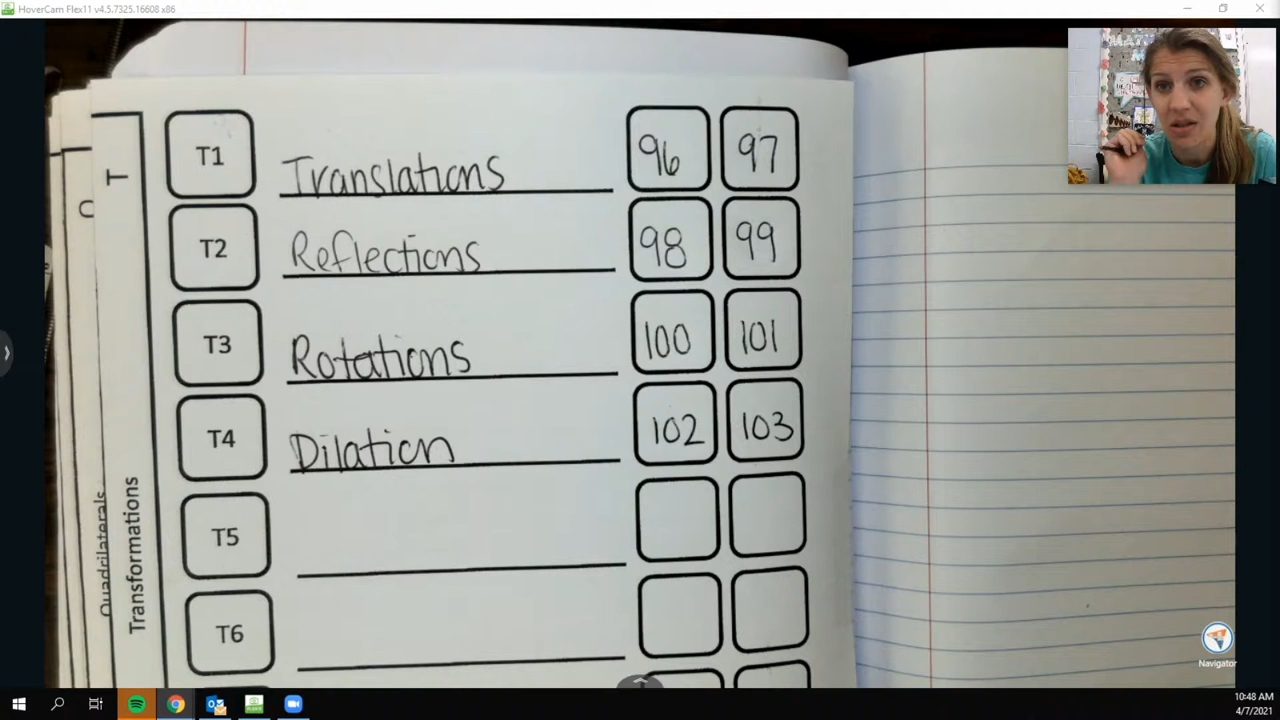 HoverCam Flex11 v4.5.7325.16608 x86
T
T1 Translations 96 97
T2 Reflections 98 99
T3 Rotations 100 101
T4 Dilation 102 103
T5
T6
Quadrilaterals
Transformations
C
MATH
Navigator
10:48 AM
4/7/2021